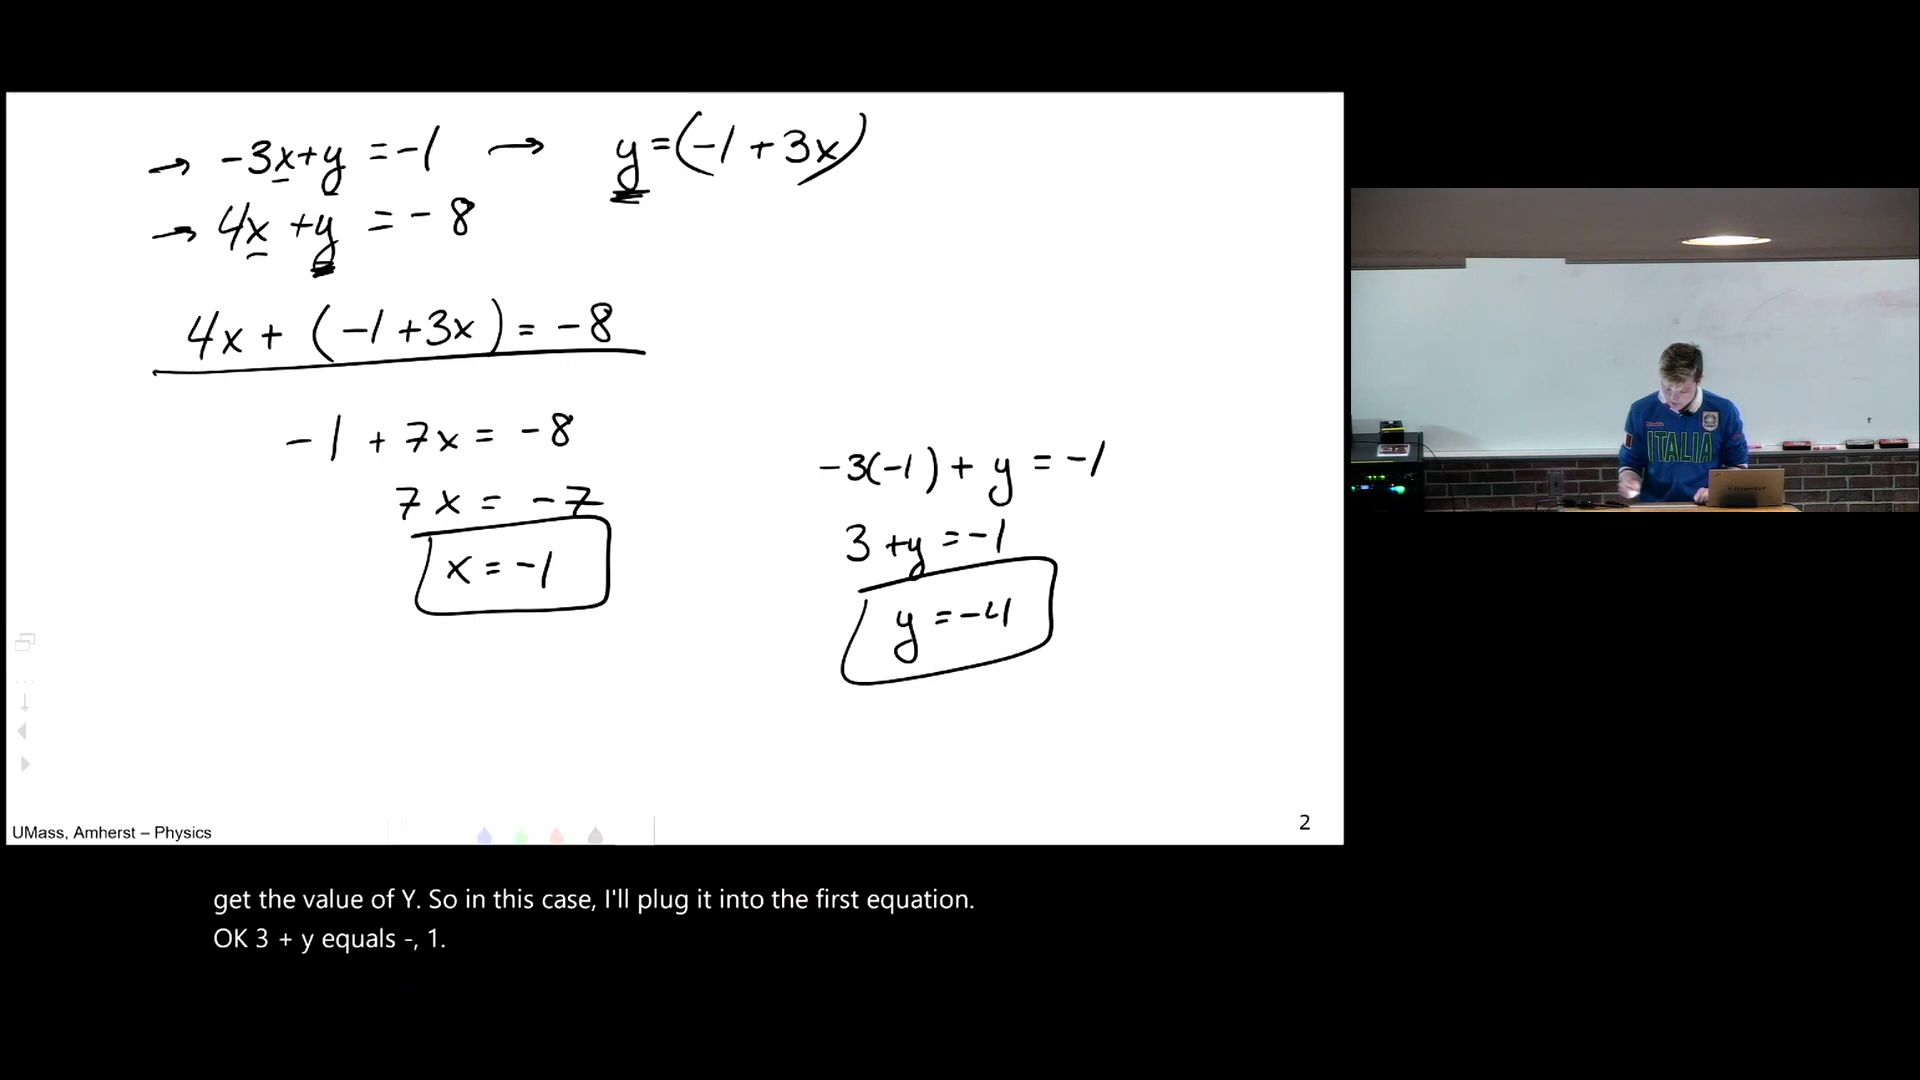 → -3x+y = -1 → y = (-1 + 3x)
→ 4x + y = - 8
4x + (-1 + 3x) = - 8
-1 + 7x = - 8
7x = - 7
x = -1
-3(-1) + y = -1
3 + y = -1
y = -4
UMass, Amherst – Physics
2
ITALIA
get the value of Y. So in this case, I'll plug it into the first equation.
OK 3 + y equals -, 1.